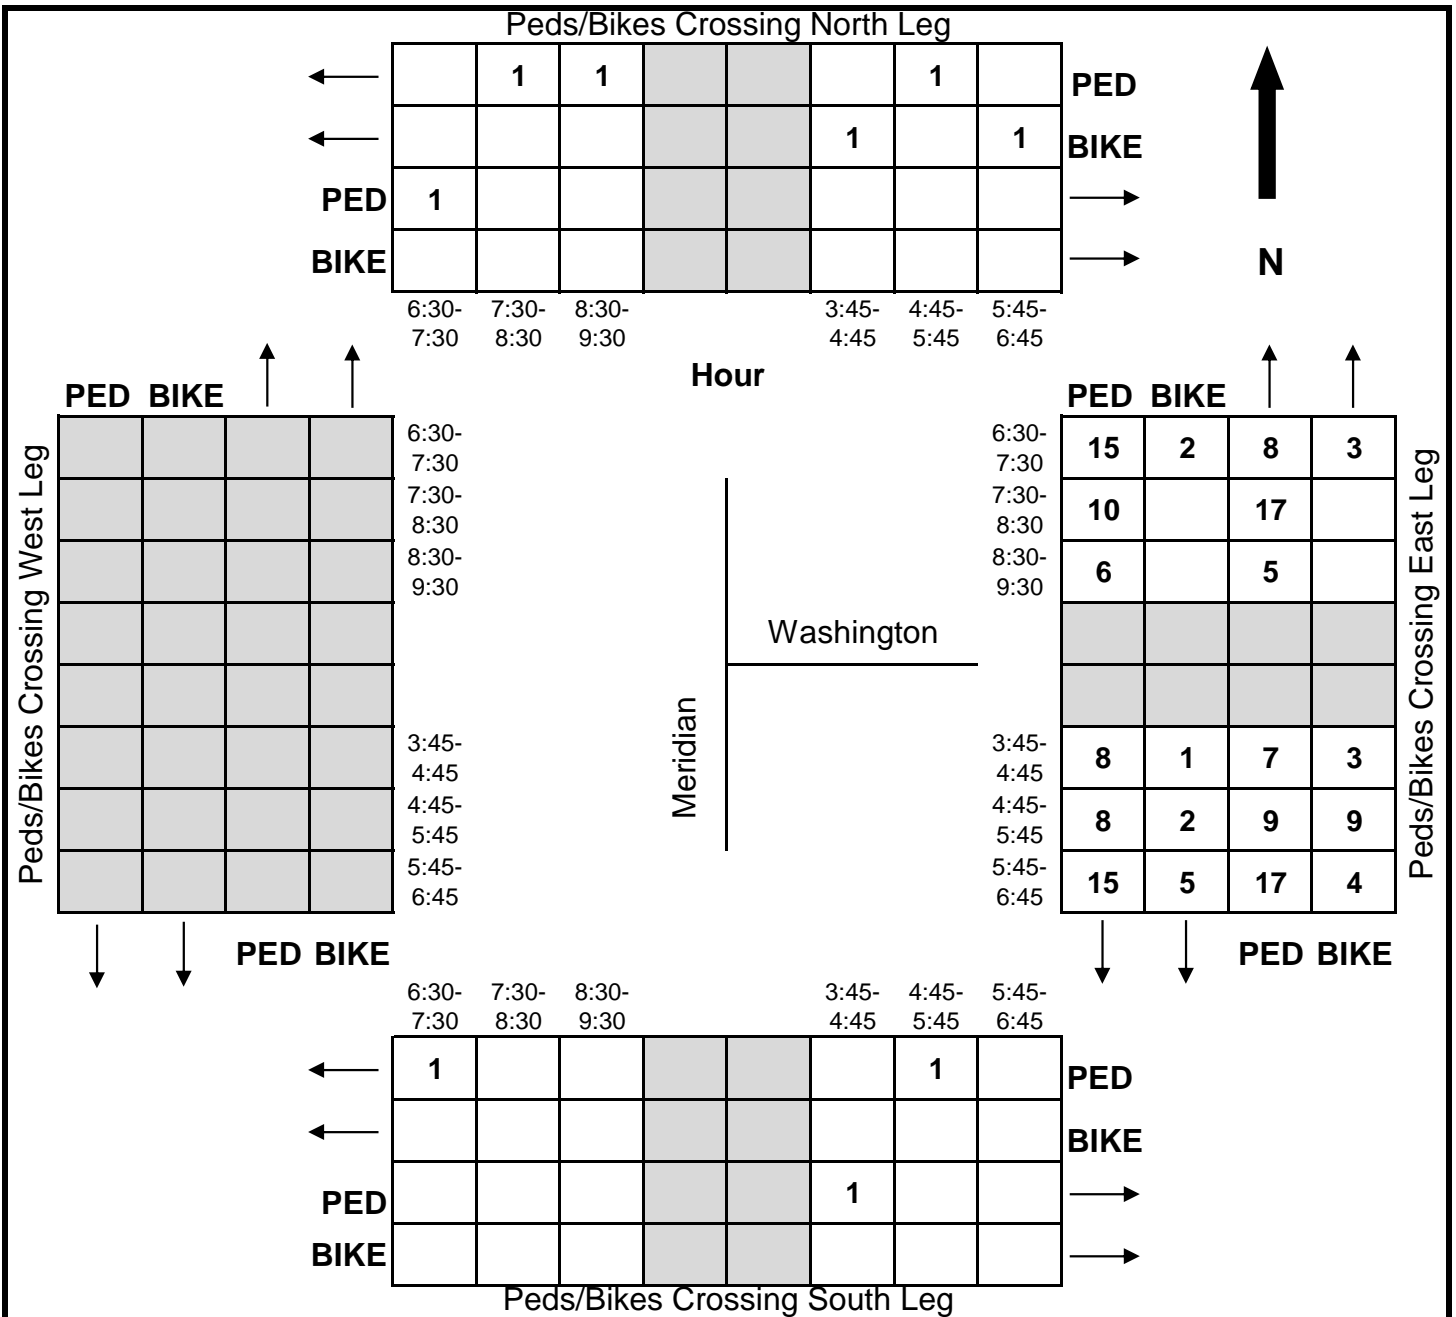 Peds/Bikes Crossing North Leg
1 1 1 PED
1 1 BIKE
PED 1
BIKE N
6:30- 7:30- 8:30- 3:45- 4:45- 5:45-
7:30 8:30 9:30 4:45 5:45 6:45
Hour
PED BIKE PED BIKE
6:30- 6:30-
7:30 7:30 15 2 8 3
7:30- 7:30-
8:30 8:30 10 17
8:30- 8:30-
9:30 9:30 6 5
Peds/Bikes Crossing West Leg
Washington
Meridian
Peds/Bikes Crossing East Leg
3:45- 3:45-
4:45 4:45 8 1 7 3
4:45- 4:45-
5:45 5:45 8 2 9 9
5:45- 5:45-
6:45 6:45 15 5 17 4
PED BIKE PED BIKE
6:30- 7:30- 8:30- 3:45- 4:45- 5:45-
7:30 8:30 9:30 4:45 5:45 6:45
1 1 PED
BIKE
PED 1
BIKE
Peds/Bikes Crossing South Leg